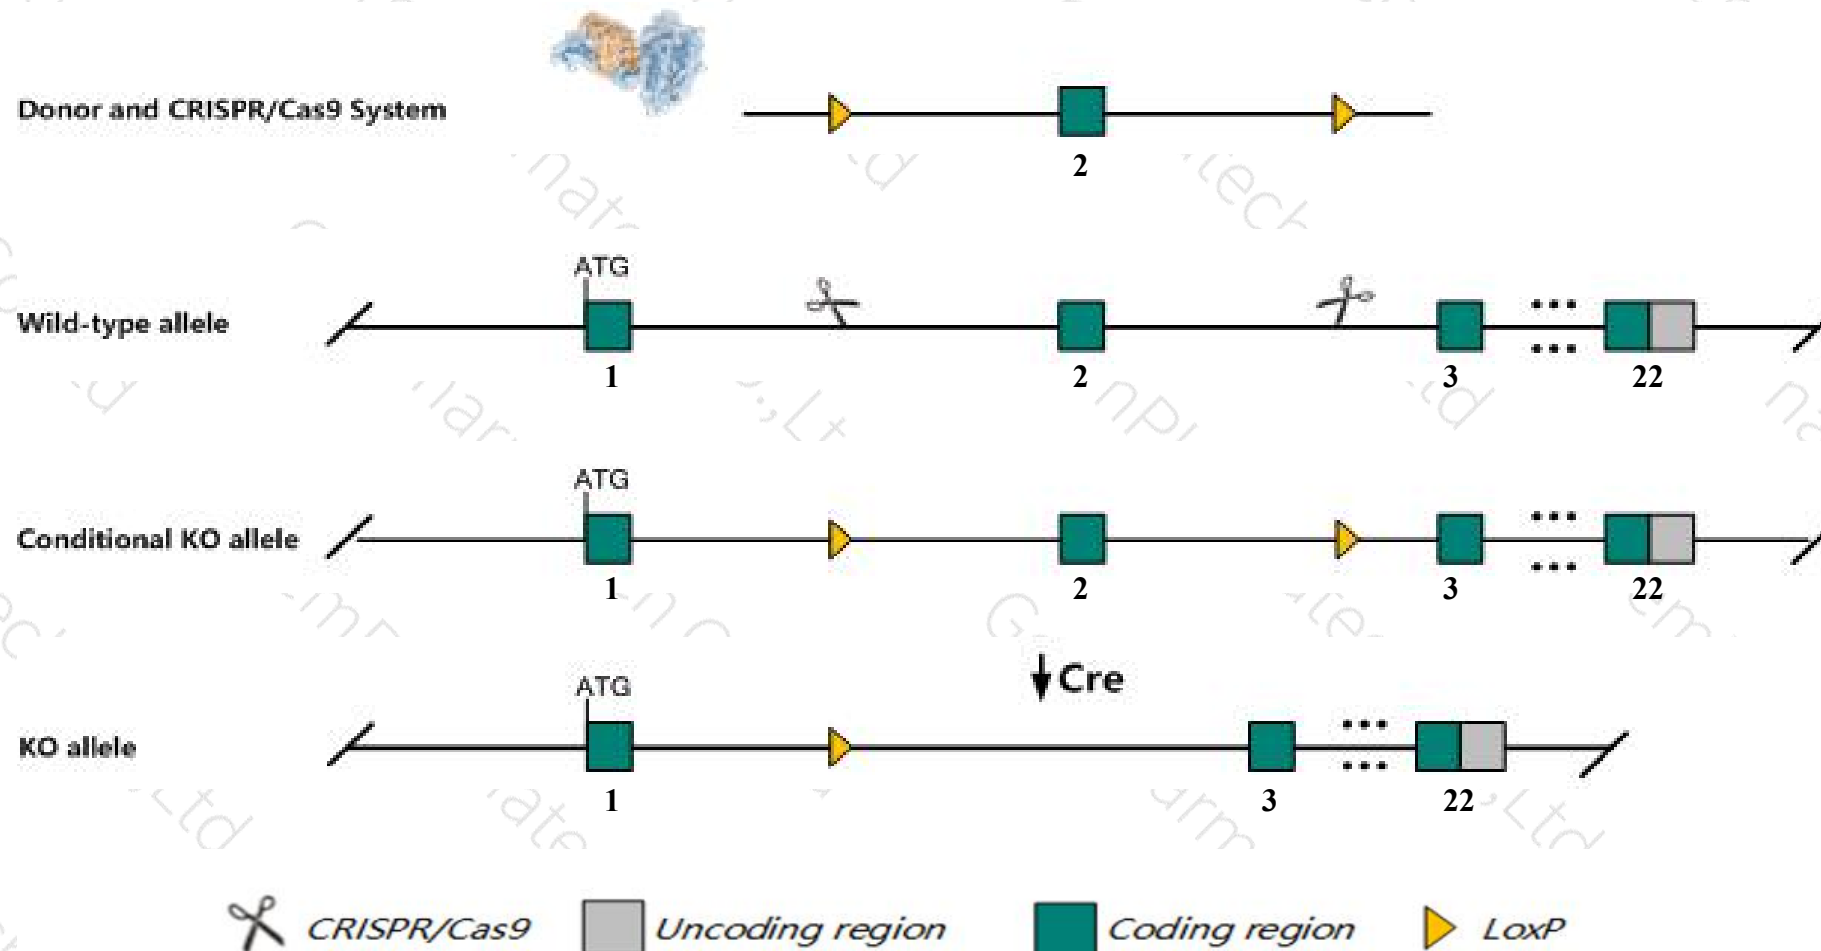 Donor and CRISPR/Cas9 System
2
ATG
Wild-type allele
1 2 3 22
ATG
Conditional KO allele
1 2 3 22
Cre
ATG
KO allele
1 3 22
CRISPR/Cas9 Uncoding region Coding region LoxP